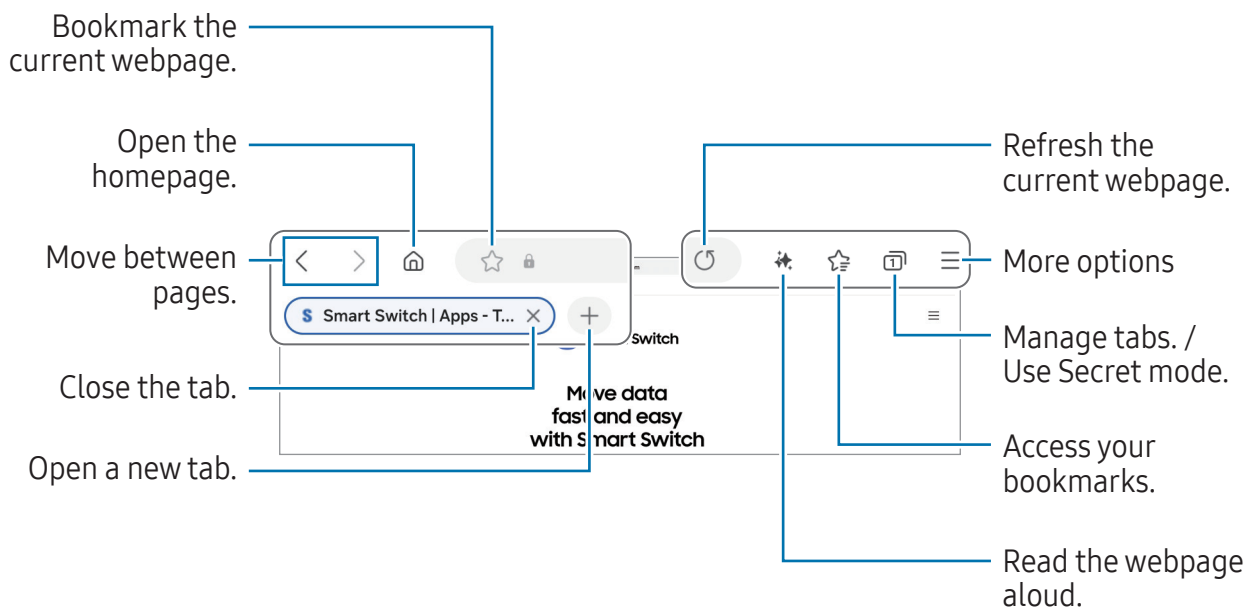 Bookmark the
current webpage.
Open the
homepage.
Move between
pages.
Close the tab.
Open a new tab.
S Smart Switch | Apps - T...
1
Switch
Move data
fast and easy
with Smart Switch
Refresh the
current webpage.
More options
Manage tabs. /
Use Secret mode.
Access your
bookmarks.
Read the webpage
aloud.